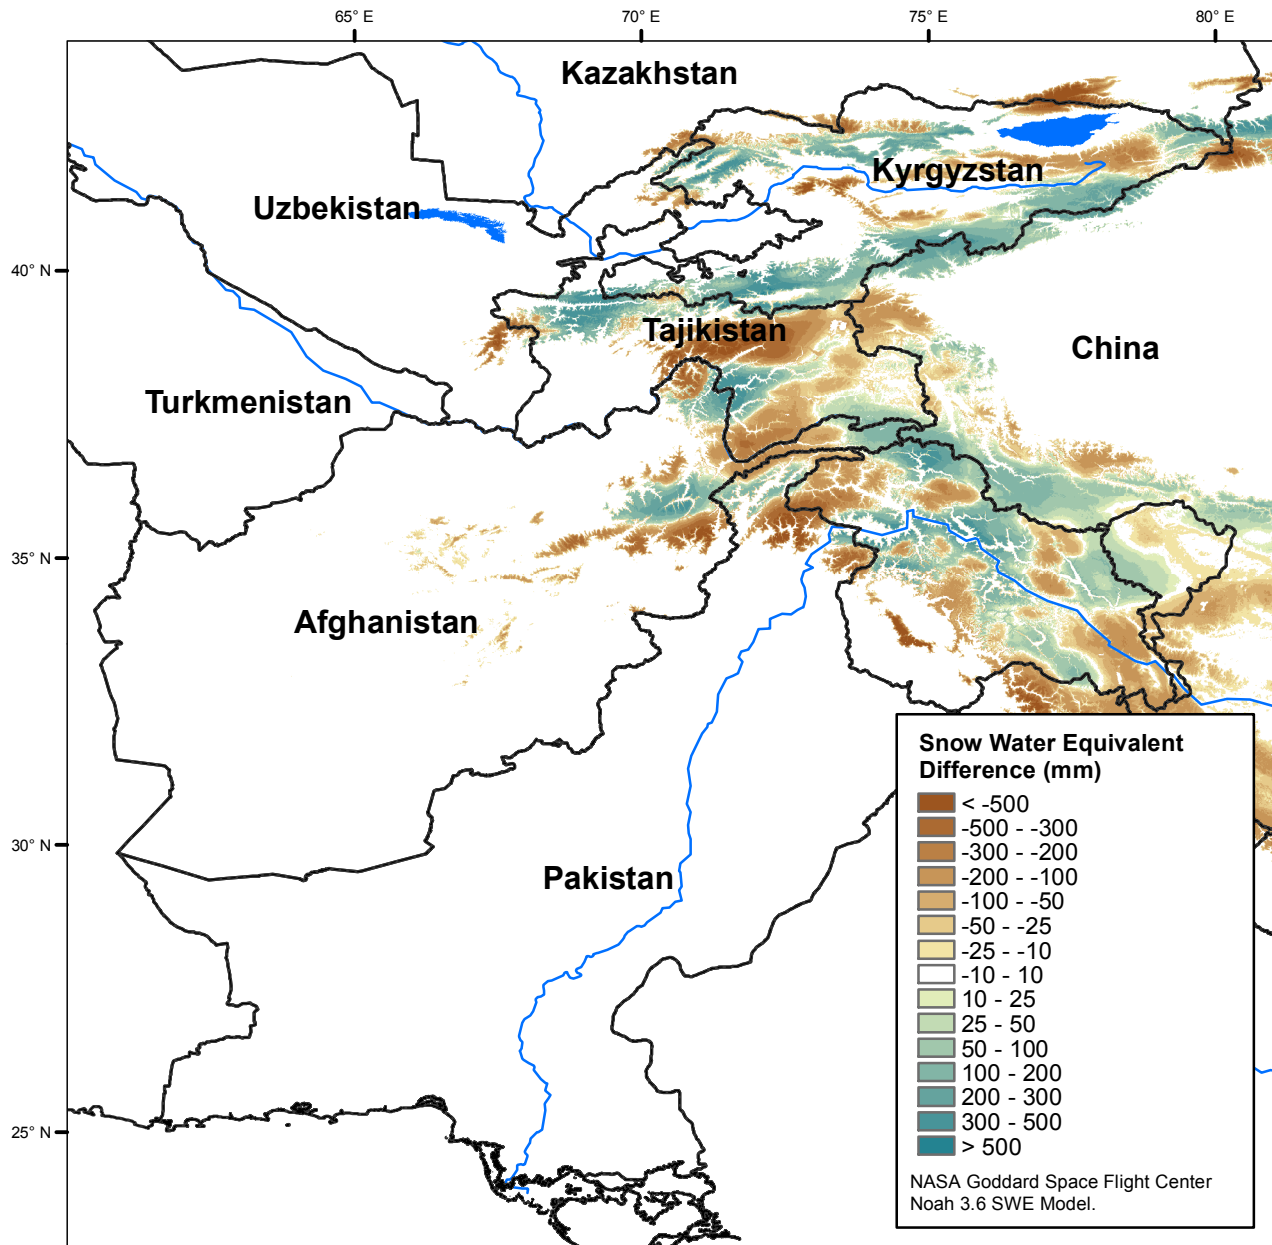 65° E
70° E
75° E
80° E
Kazakhstan
Kyrgyzstan
Uzbekistan
40° N
Tajikistan
China
Turkmenistan
35° N
Afghanistan
30° N
Pakistan
25° N
Snow Water Equivalent
Difference (mm)
< -500
-500 - -300
-300 - -200
-200 - -100
-100 - -50
-50 - -25
-25 - -10
-10 - 10
10 - 25
25 - 50
50 - 100
100 - 200
200 - 300
300 - 500
> 500
NASA Goddard Space Flight Center
Noah 3.6 SWE Model.